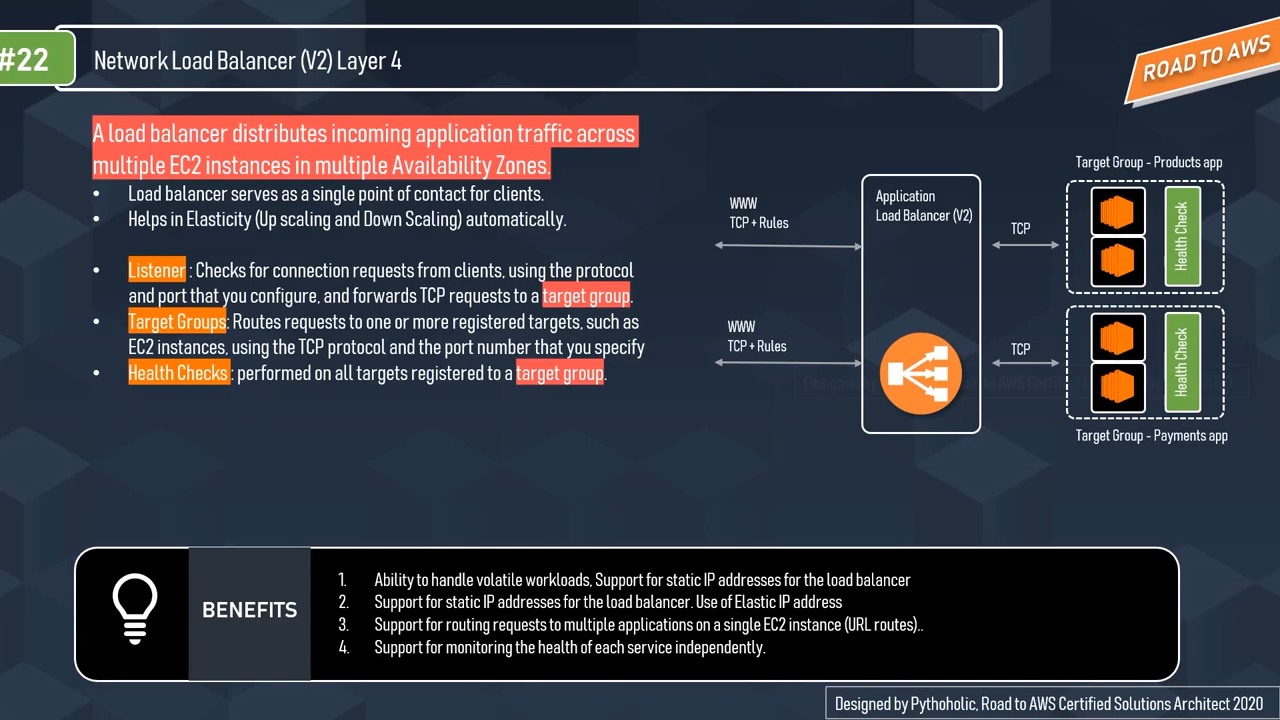 #22
Network Load Balancer (V2) Layer 4
ROAD TO AWS
A load balancer distributes incoming application traffic across
multiple EC2 instances in multiple Availability Zones.
• Load balancer serves as a single point of contact for clients.
• Helps in Elasticity (Up scaling and Down Scaling) automatically.
• Listener : Checks for connection requests from clients, using the protocol
and port that you configure, and forwards TCP requests to a target group.
• Target Groups: Routes requests to one or more registered targets, such as
EC2 instances, using the TCP protocol and the port number that you specify
• Health Checks : performed on all targets registered to a target group.
WWW
TCP + Rules
WWW
TCP + Rules
Application
Load Balancer (V2)
TCP
TCP
Target Group - Products app
Health Check
Health Check
Target Group - Payments app
BENEFITS
1. Ability to handle volatile workloads, Support for static IP addresses for the load balancer
2. Support for static IP addresses for the load balancer. Use of Elastic IP address
3. Support for routing requests to multiple applications on a single EC2 instance (URL routes)..
4. Support for monitoring the health of each service independently.
Designed by Pythoholic, Road to AWS Certified Solutions Architect 2020